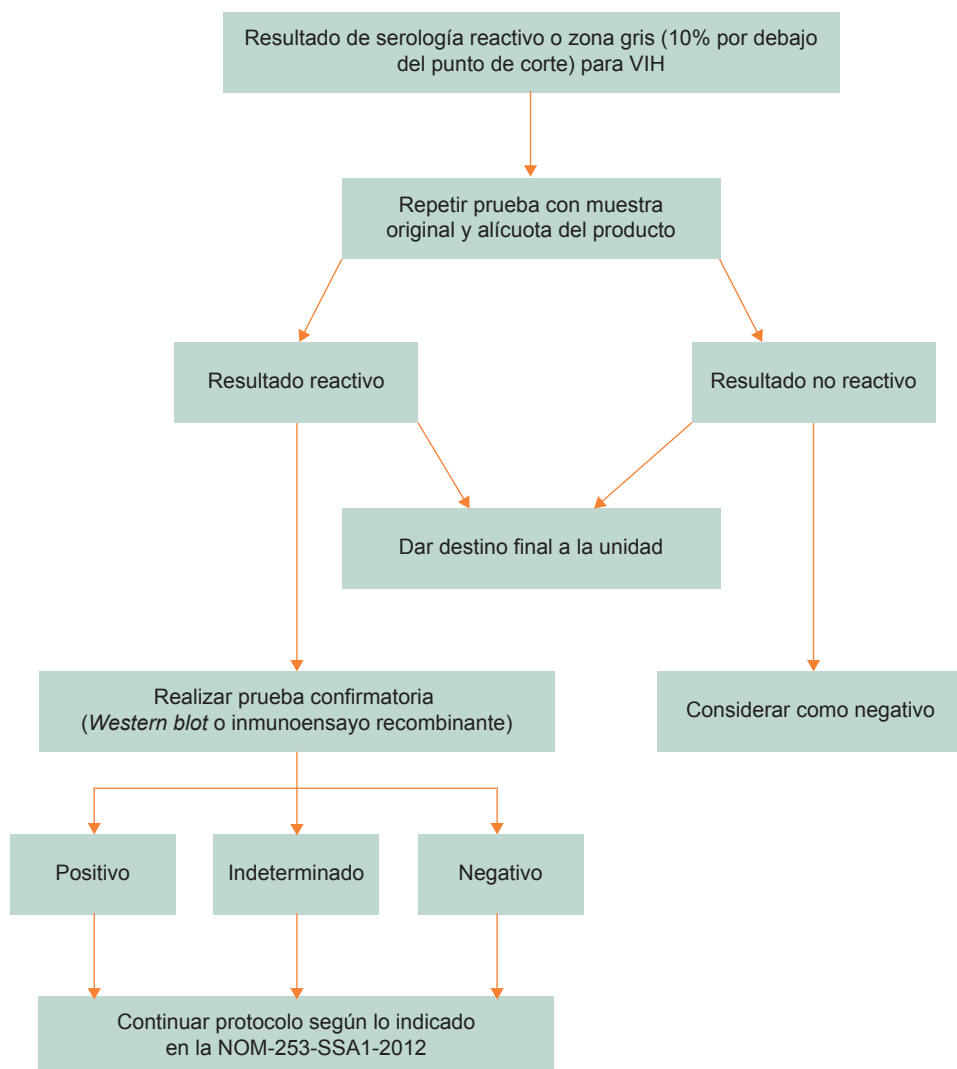 Resultado de serología reactivo o zona gris (10% por debajo
del punto de corte) para VIH
Repetir prueba con muestra
original y alícuota del producto
Resultado reactivo
Resultado no reactivo
Dar destino final a la unidad
Realizar prueba confirmatoria
(Western blot o inmunoensayo recombinante)
Considerar como negativo
Positivo
Indeterminado
Negativo
Continuar protocolo según lo indicado
en la NOM-253-SSA1-2012